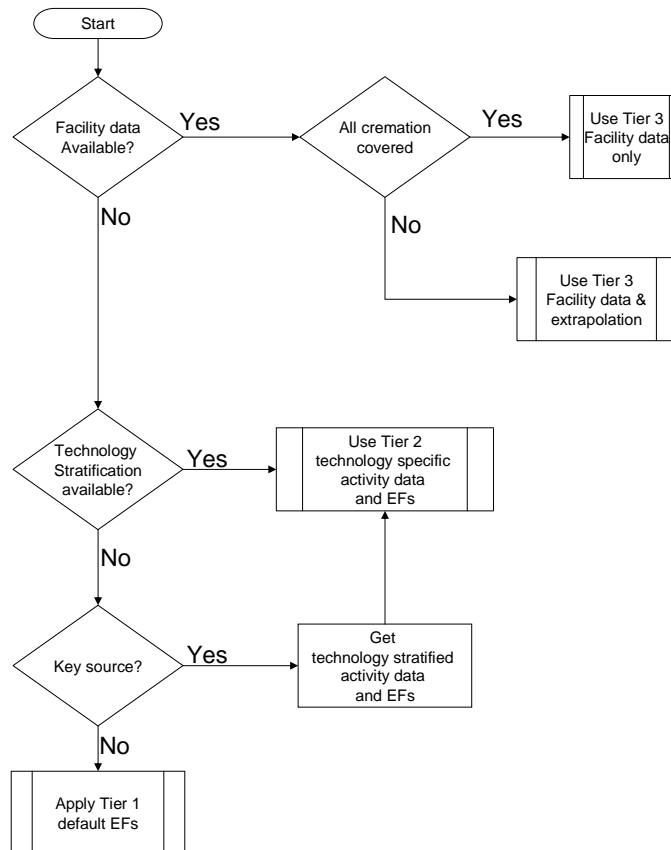 Start
Facility data
Available?
Yes
All cremation
covered
Yes
Use Tier 3
Facility data
only
No
No
Use Tier 3
Facility data &
extrapolation
Technology
Stratification
available?
Yes
Use Tier 2
technology specific
activity data
and EFs
No
Key source?
Yes
Get
technology stratified
activity data
and EFs
No
Apply Tier 1
default EFs